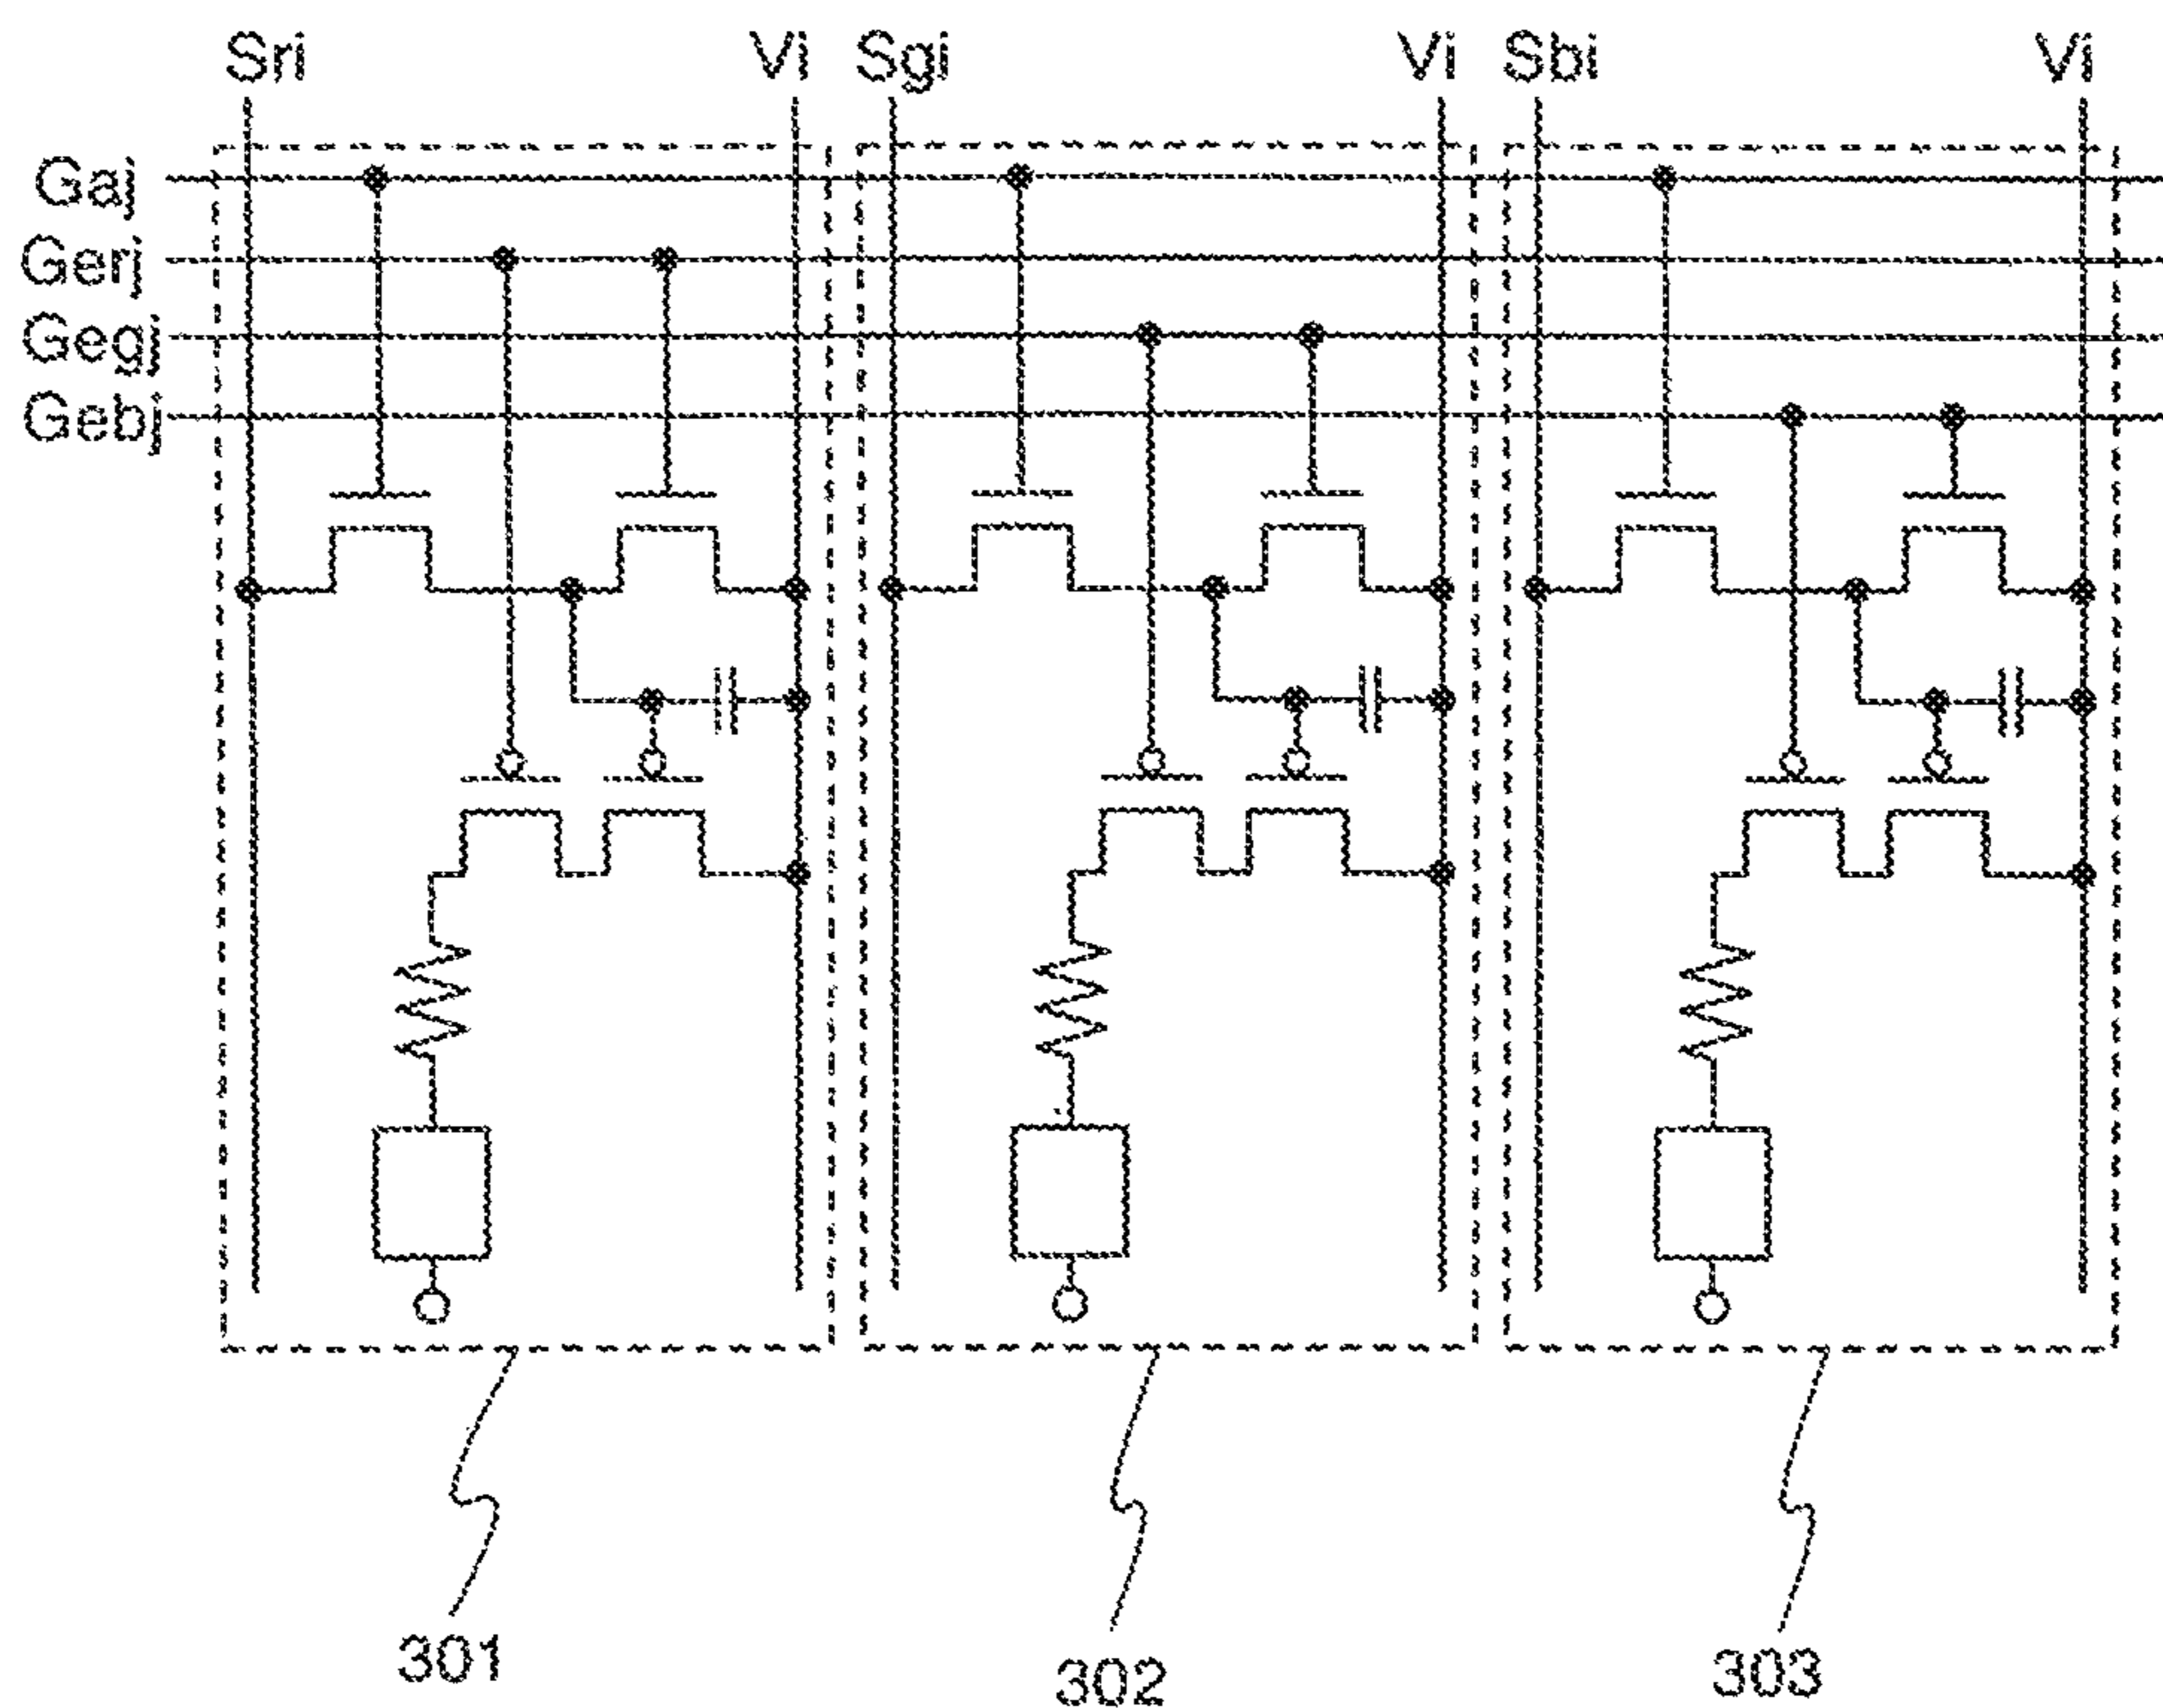 Sri Vi Sgi Vi Sbi Vi
Gaj
Gerj
Gegj
Gebj
301 302 303